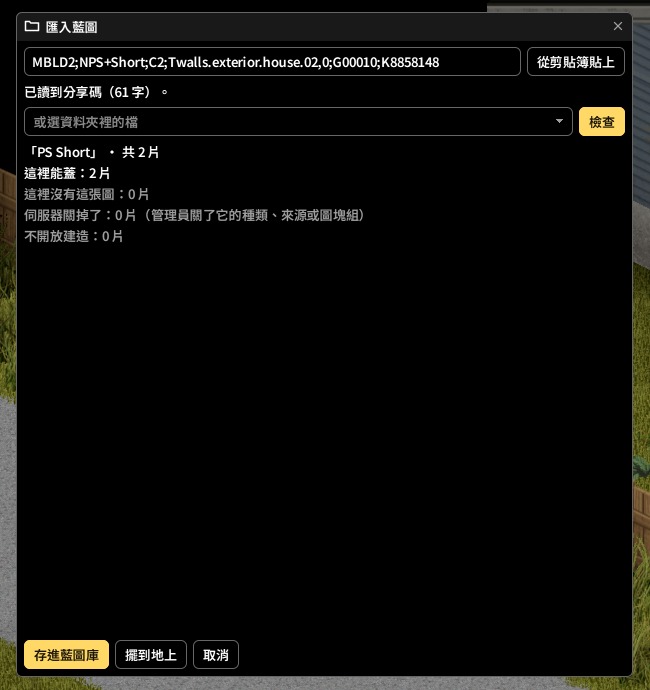 匯入藍圖
MBLD2;NPS+Short;C2;Twalls.exterior.house.02,0;G00010;K8858148
從剪貼簿貼上
已讀到分享碼（61 字）。
或選資料夾裡的檔
檢查
「PS Short」 · 共 2 片
這裡能蓋：2 片
這裡沒有這張圖：0 片
伺服器關掉了：0 片（管理員關了它的種類、來源或圖塊組）
不開放建造：0 片
存進藍圖庫
擺到地上
取消